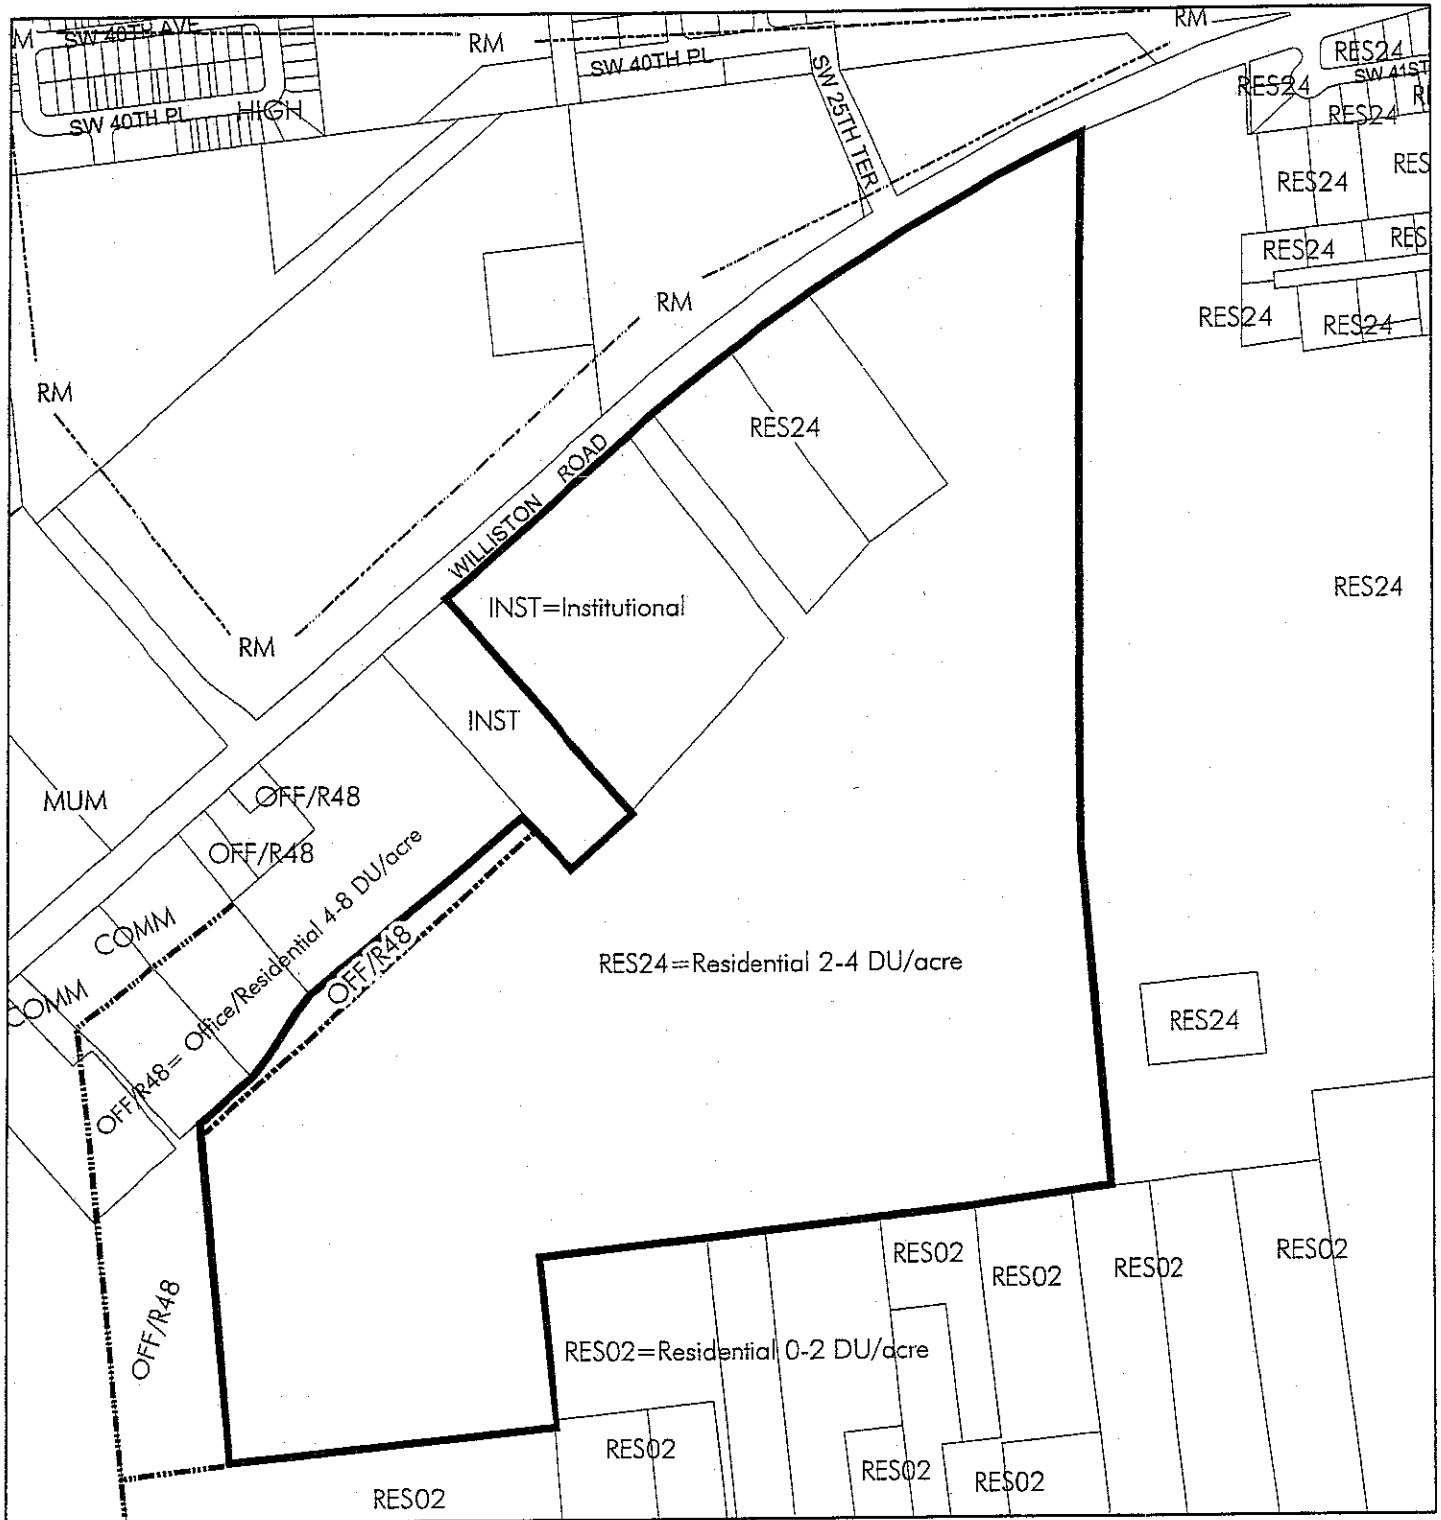 RM
SW 40TH AVE
RM
RM
SW 40TH PL
RES24
SW 41ST
RES24
SW 40TH PL
HIGH
RES24
SW 25TH TER
RES24
RES
RES24
RES
RES24
RES24
RM
RM
RES24
WILLISTON ROAD
RES24
INST=Institutional
RM
INST
MUM
OFF/R48
OFF/R48
COMM
OFF/R48
RES24=Residential 2-4 DU/acre
COMM
OFF/R48= Office/Residential 4-8 DU/acre
RES24
RES02
RES02
RES02
RES02
OFF/R48
RES02=Residential 0-2 DU/acre
RES02
RES02
RES02
RES02